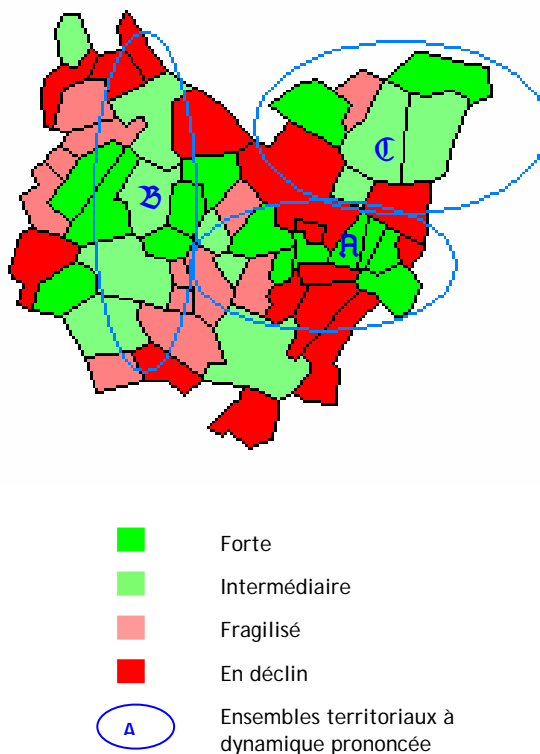 C
B
A
Forte
Intermédiaire
Fragilisé
En déclin
A
Ensembles territoriaux à
dynamique prononcée